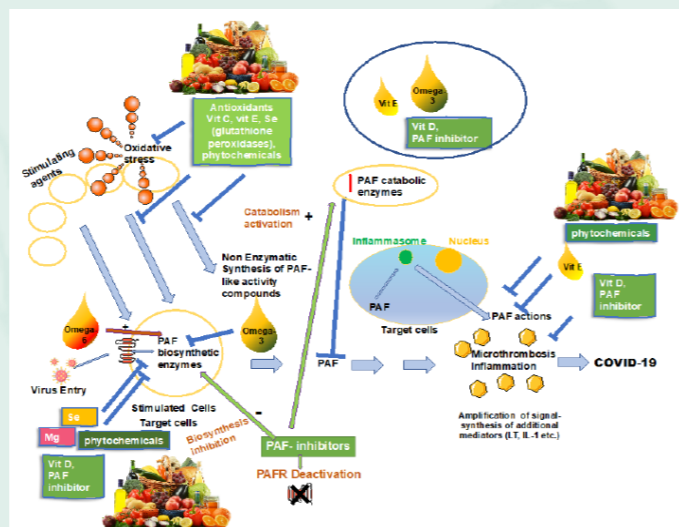 Antioxidants
Vit C, vit E, Se
(glutathione
peroxidases),
phytochemicals
Vit E
Omega-
3
Vit D,
PAF inhibitor
Oxidative
stress
Stimulating
agents
PAF catabolic
enzymes
Catabolism
activation
+
phytochemicals
Inflammasome
Nucleus
Vit E
Non Enzymatic
Synthesis of PAF-
like activity
compounds
Vit D,
PAF
inhibitor
PAF
Target cells
PAF actions
Omega-
6
+
PAF
biosynthetic
enzymes
Omega-
3
PAF
Microthrombosis
Inflammation
COVID-19
Virus Entry
Stimulated Cells
Target cells
Amplification of signal-
synthesis of additional
mediators (LT, IL-1 etc.)
Se
Mg
phytochemicals
Biosynthesis
Inhibition
-
PAF- inhibitors
Vit D,
PAF
inhibitor
PAFR Deactivation